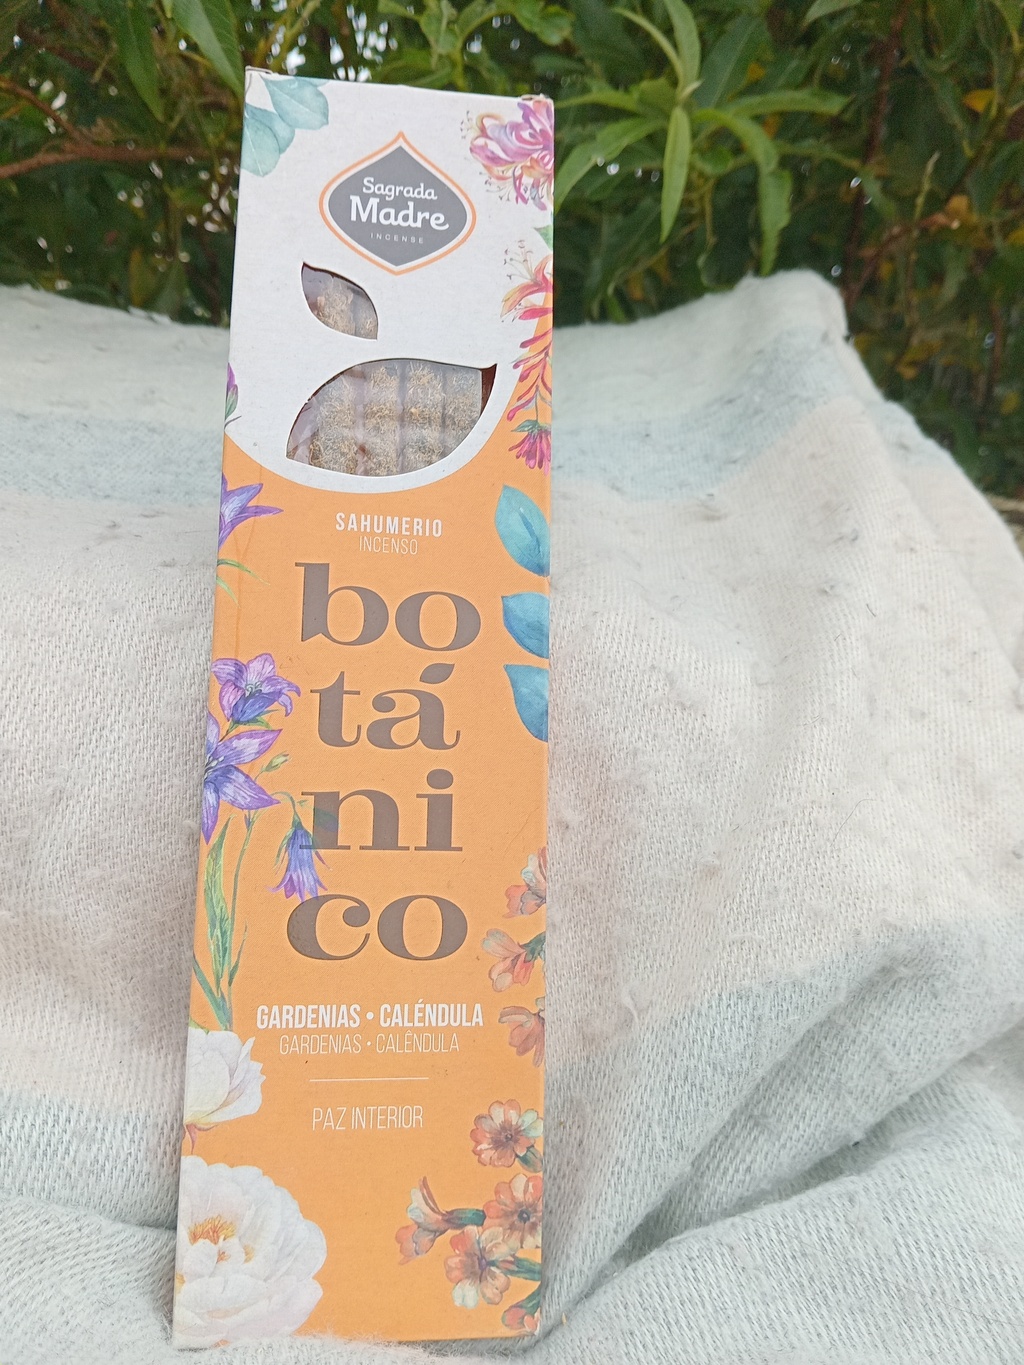 Sagrada
Madre
INCENSE
SAHUMERIO
INCENSO
bo
tá
ni
co
GARDENIAS • CALÉNDULA
GARDENIAS • CALÊNDULA
PAZ INTERIOR